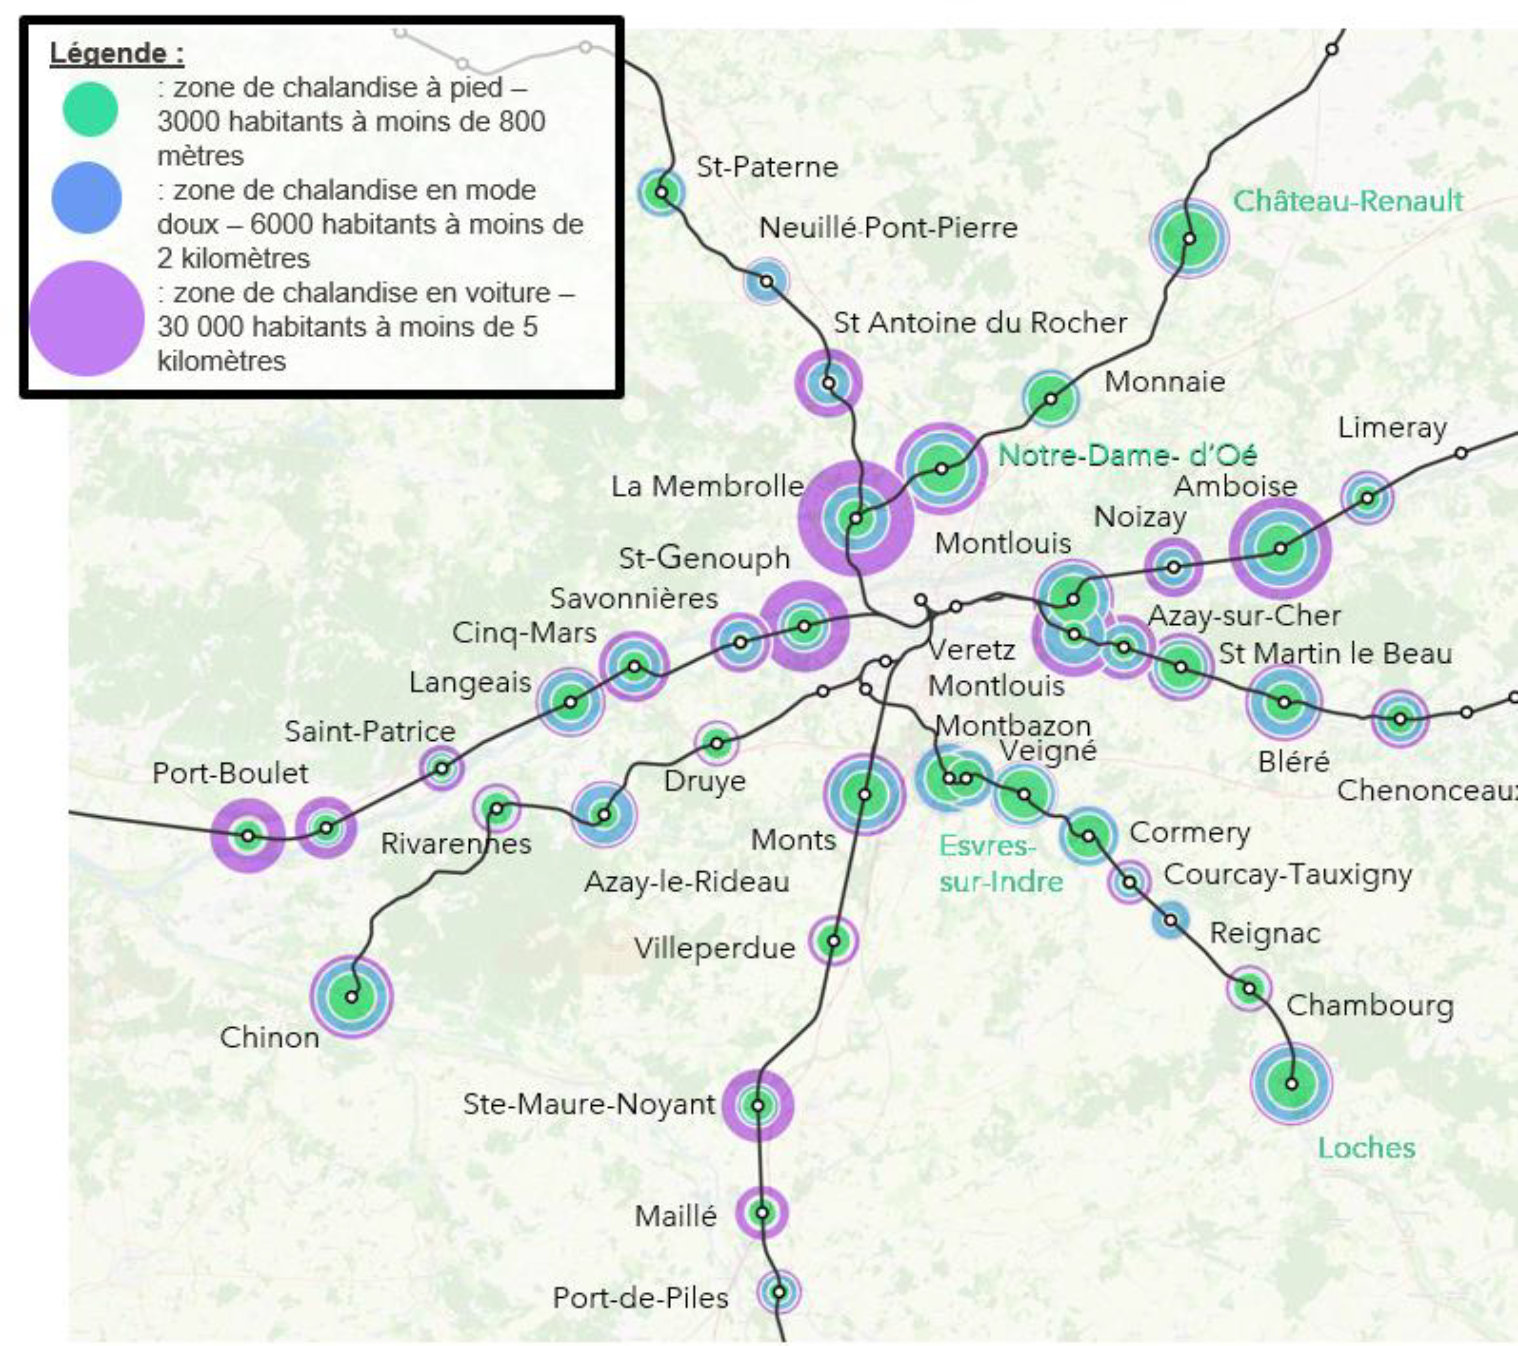 Légende :
: zone de chalandise à pied –
3000 habitants à moins de 800
mètres
: zone de chalandise en mode
doux – 6000 habitants à moins de
2 kilomètres
: zone de chalandise en voiture –
30 000 habitants à moins de 5
kilomètres
St-Paterne
Château-Renault
Neuillé-Pont-Pierre
St Antoine du Rocher
Monnaie
Limeray
Notre-Dame- d'Oé
La Membrolle
Amboise
Noizay
Montlouis
St-Genouph
Savonnières
Azay-sur-Cher
Cinq-Mars
Veretz
St Martin le Beau
Langeais
Montlouis
Saint-Patrice
Montbazon
Veigné
Port-Boulet
Druye
Bléré
Chenonceaux
Rivarennes
Monts
Esvres-
sur-Indre
Cormery
Azay-le-Rideau
Courcay-Tauxigny
Villeperdue
Reignac
Chambourg
Chinon
Ste-Maure-Noyant
Loches
Maillé
Port-de-Piles